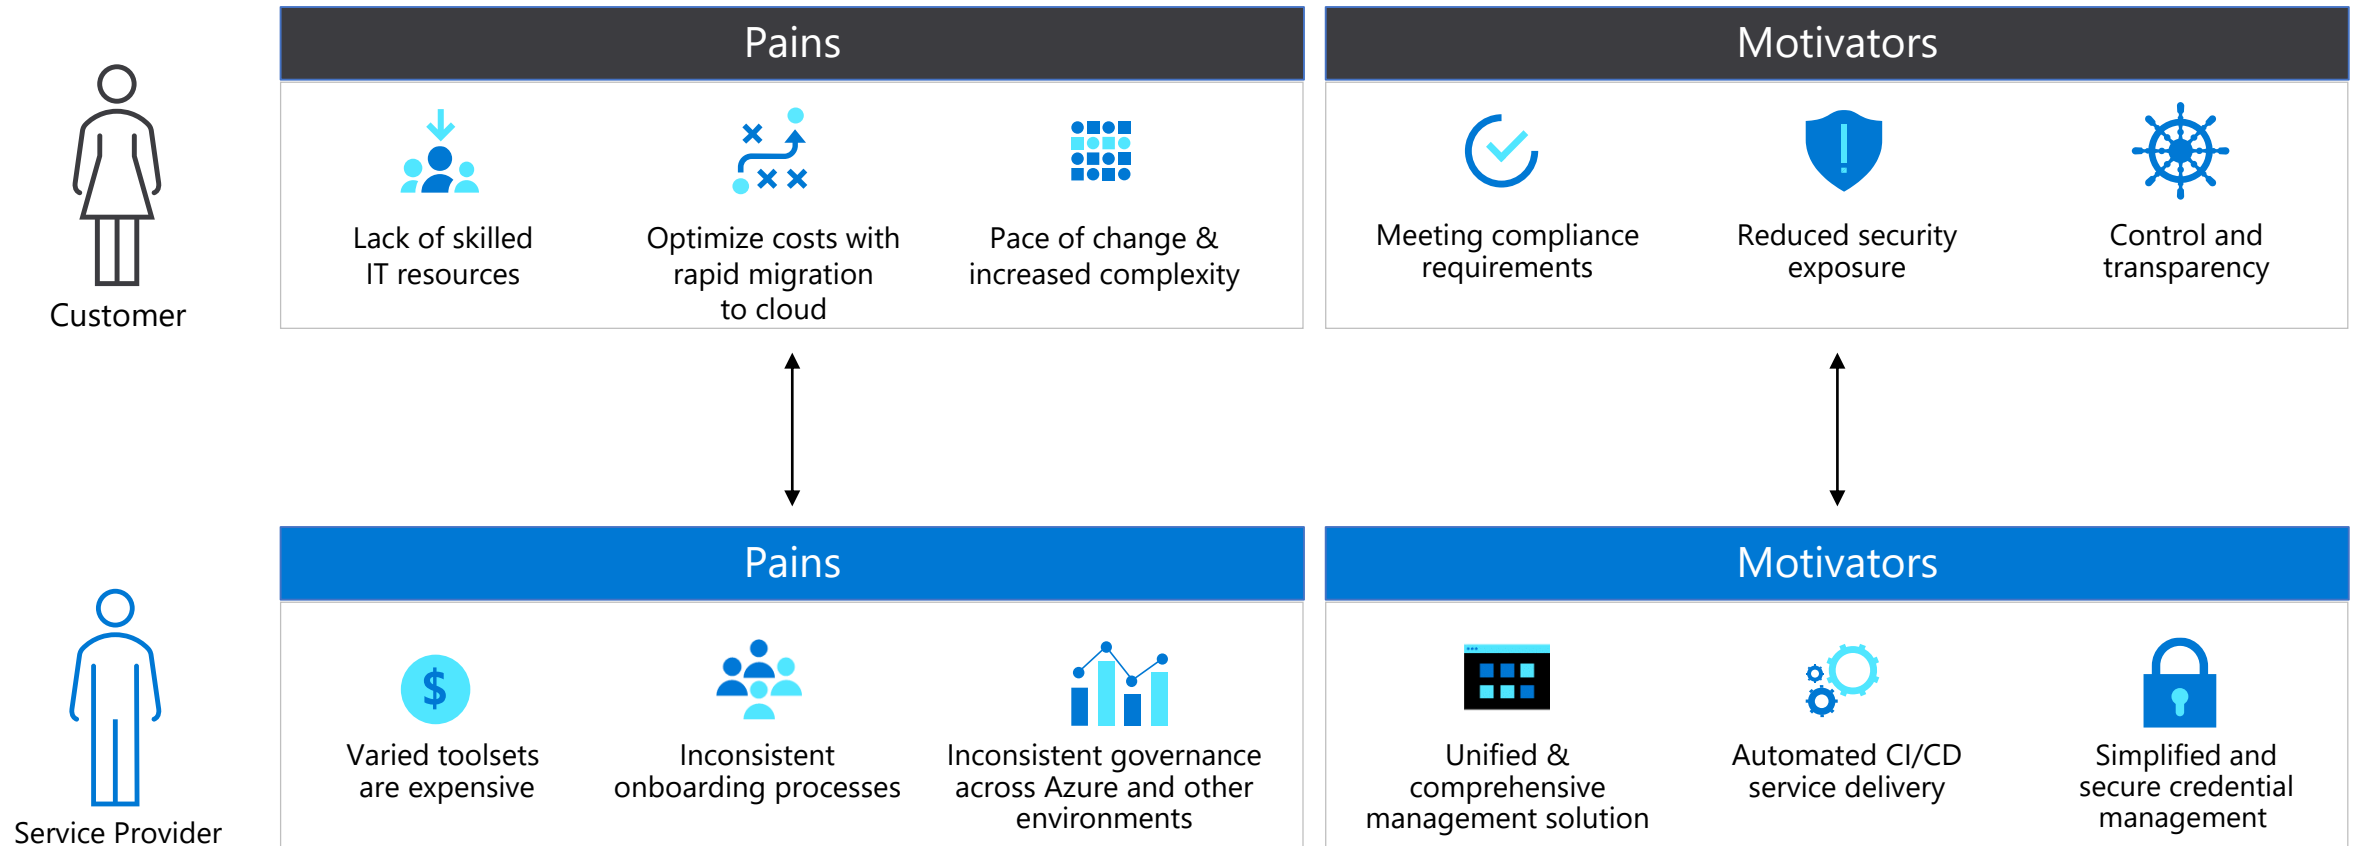 Pains
Motivators
Lack of skilled
IT resources
Optimize costs with
rapid migration
to cloud
Pace of change &
increased complexity
Meeting compliance
requirements
Reduced security
exposure
Control and
transparency
Customer
Pains
Motivators
$
Varied toolsets
are expensive
Inconsistent
onboarding processes
Inconsistent governance
across Azure and other
environments
Unified &
comprehensive
management solution
Automated CI/CD
service delivery
Simplified and
secure credential
management
Service Provider